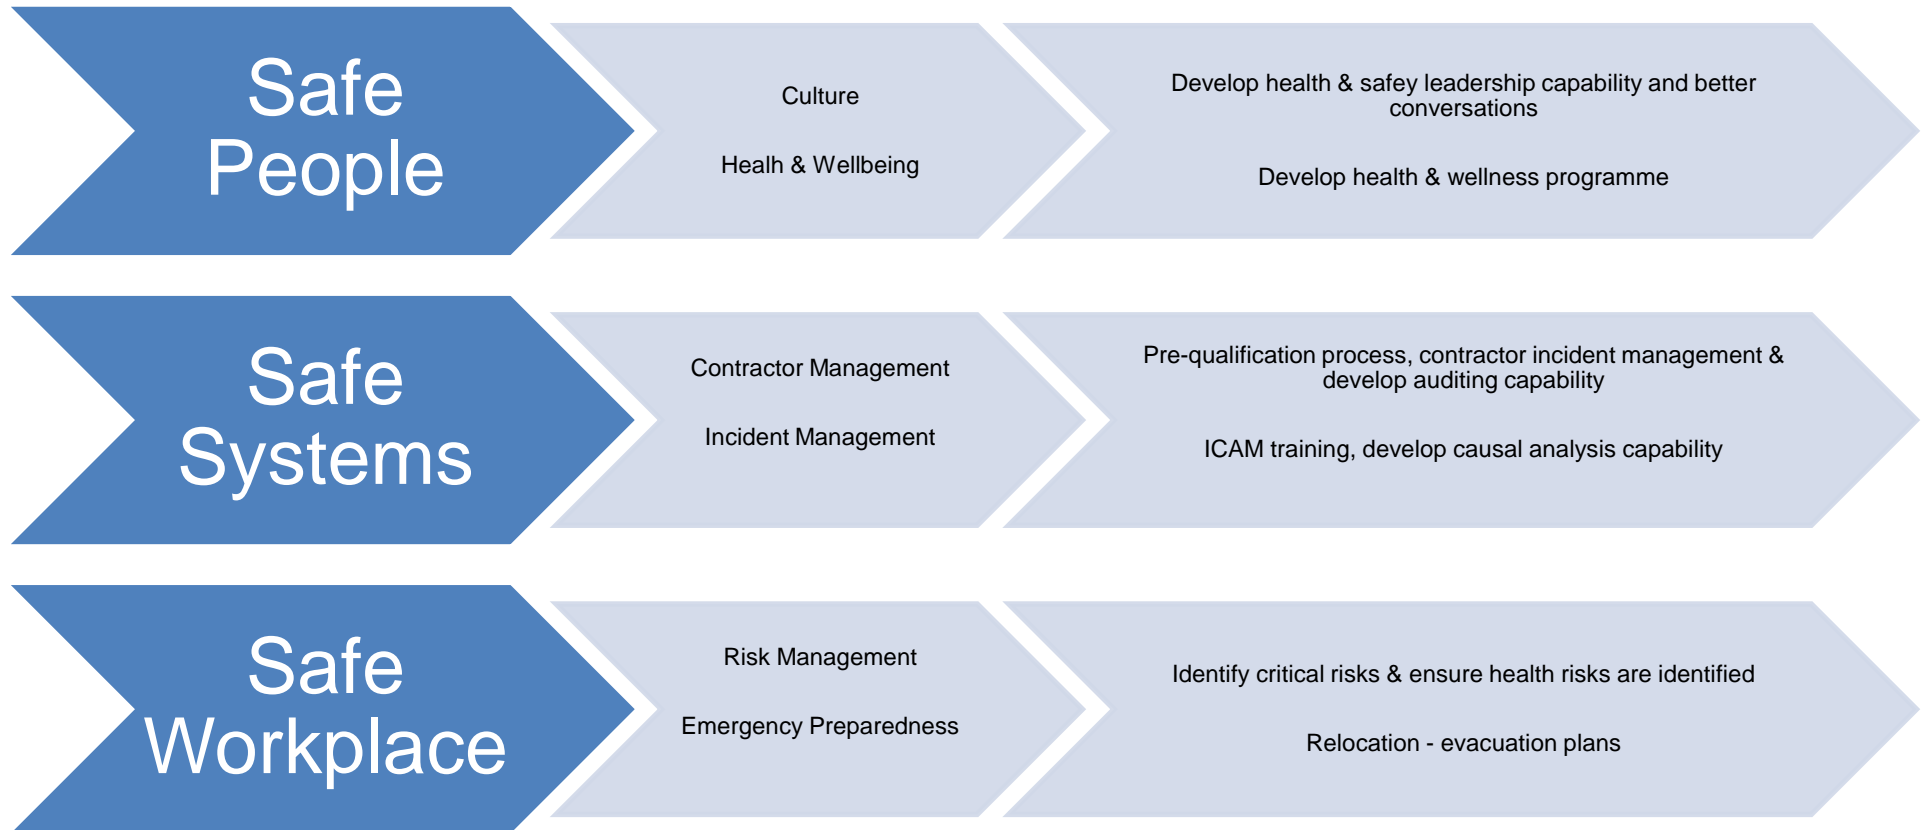 Safe
People
Culture
Healh & Wellbeing
Develop health & safey leadership capability and better
conversations
Develop health & wellness programme
Safe
Systems
Contractor Management
Incident Management
Pre-qualification process, contractor incident management &
develop auditing capability
ICAM training, develop causal analysis capability
Safe
Workplace
Risk Management
Emergency Preparedness
Identify critical risks & ensure health risks are identified
Relocation - evacuation plans